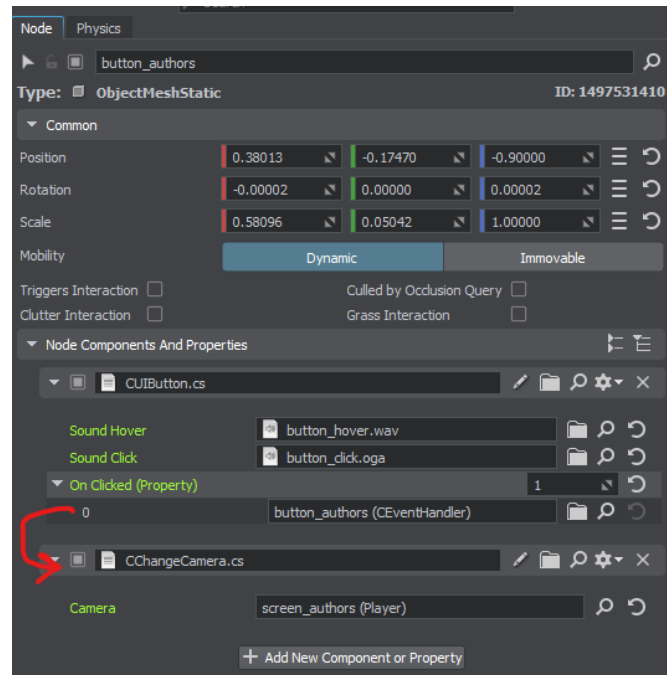 Node Physics
button_authors
Type: ObjectMeshStatic ID: 1497531410
Common
Position 0.38013 -0.17470 -0.90000
Rotation -0.00002 0.00000 0.00002
Scale 0.58096 0.05042 1.00000
Mobility Dynamic Immovable
Triggers Interaction Culled by Occlusion Query
Clutter Interaction Grass Interaction
Node Components And Properties
CUIButton.cs
Sound Hover button_hover.wav
Sound Click button_click.oga
On Clicked (Property) 1
0 button_authors (CEventHandler)
CChangeCamera.cs
Camera screen_authors (Player)
Add New Component or Property